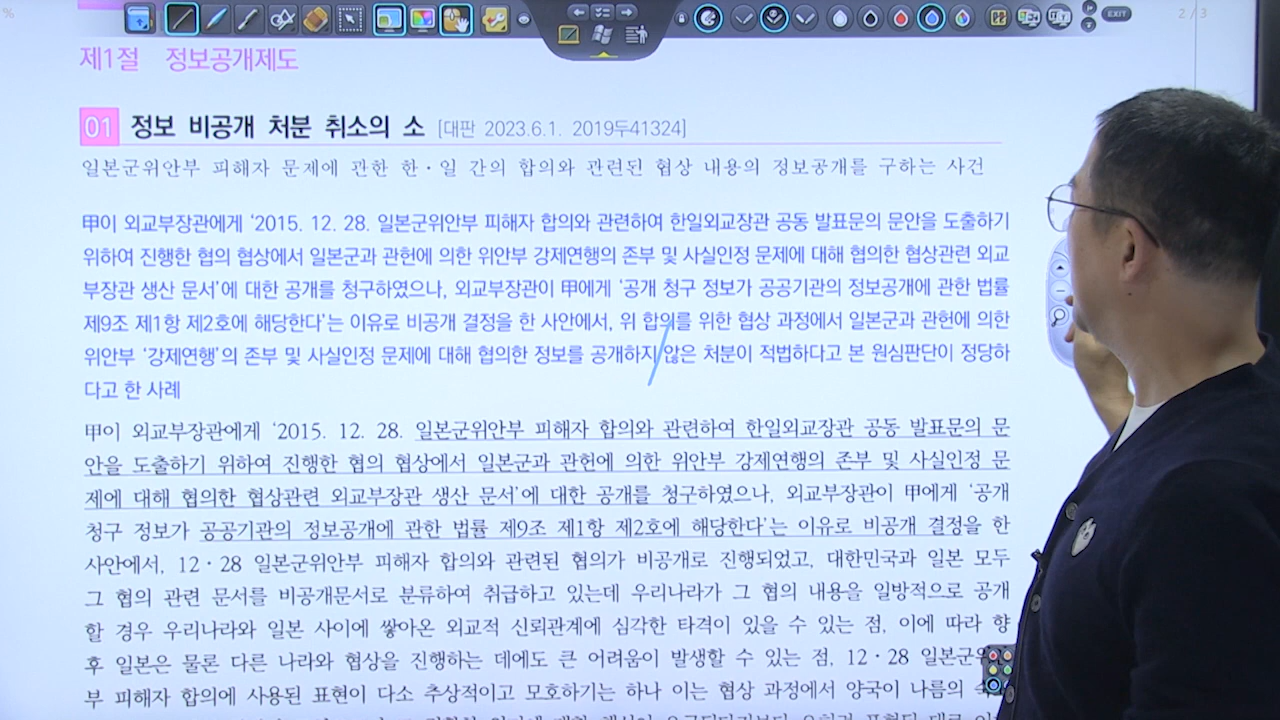 %
EXIT
2 / 3
제1절 정보공개제도
01 정보 비공개 처분 취소의 소 [대판 2023.6.1. 2019두41324]
일본군위안부 피해자 문제에 관한 한·일 간의 합의와 관련된 협상 내용의 정보공개를 구하는 사건
甲이 외교부장관에게 ‘2015. 12. 28. 일본군위안부 피해자 합의와 관련하여 한일외교장관 공동 발표문의 문안을 도출하기
위하여 진행한 협의 협상에서 일본군과 관헌에 의한 위안부 강제연행의 존부 및 사실인정 문제에 대해 협의한 협상관련 외교
부장관 생산 문서’에 대한 공개를 청구하였으나, 외교부장관이 甲에게 ‘공개 청구 정보가 공공기관의 정보공개에 관한 법률
제9조 제1항 제2호에 해당한다’는 이유로 비공개 결정을 한 사안에서, 위 합의를 위한 협상 과정에서 일본군과 관헌에 의한
위안부 ‘강제연행’의 존부 및 사실인정 문제에 대해 협의한 정보를 공개하지 않은 처분이 적법하다고 본 원심판단이 정당하
다고 한 사례
甲이 외교부장관에게 ‘2015. 12. 28. 일본군위안부 피해자 합의와 관련하여 한일외교장관 공동 발표문의 문
안을 도출하기 위하여 진행한 협의 협상에서 일본군과 관헌에 의한 위안부 강제연행의 존부 및 사실인정 문
제에 대해 협의한 협상관련 외교부장관 생산 문서’에 대한 공개를 청구하였으나, 외교부장관이 甲에게 ‘공개
청구 정보가 공공기관의 정보공개에 관한 법률 제9조 제1항 제2호에 해당한다’는 이유로 비공개 결정을 한
사안에서, 12·28 일본군위안부 피해자 합의와 관련된 협의가 비공개로 진행되었고, 대한민국과 일본 모두
그 협의 관련 문서를 비공개문서로 분류하여 취급하고 있는데 우리나라가 그 협의 내용을 일방적으로 공개
할 경우 우리나라와 일본 사이에 쌓아온 외교적 신뢰관계에 심각한 타격이 있을 수 있는 점, 이에 따라 향
후 일본은 물론 다른 나라와 협상을 진행하는 데에도 큰 어려움이 발생할 수 있는 점, 12·28 일본군위
부 피해자 합의에 사용된 표현이 다소 추상적이고 모호하기는 하나 이는 협상 과정에서 양국이 나름의